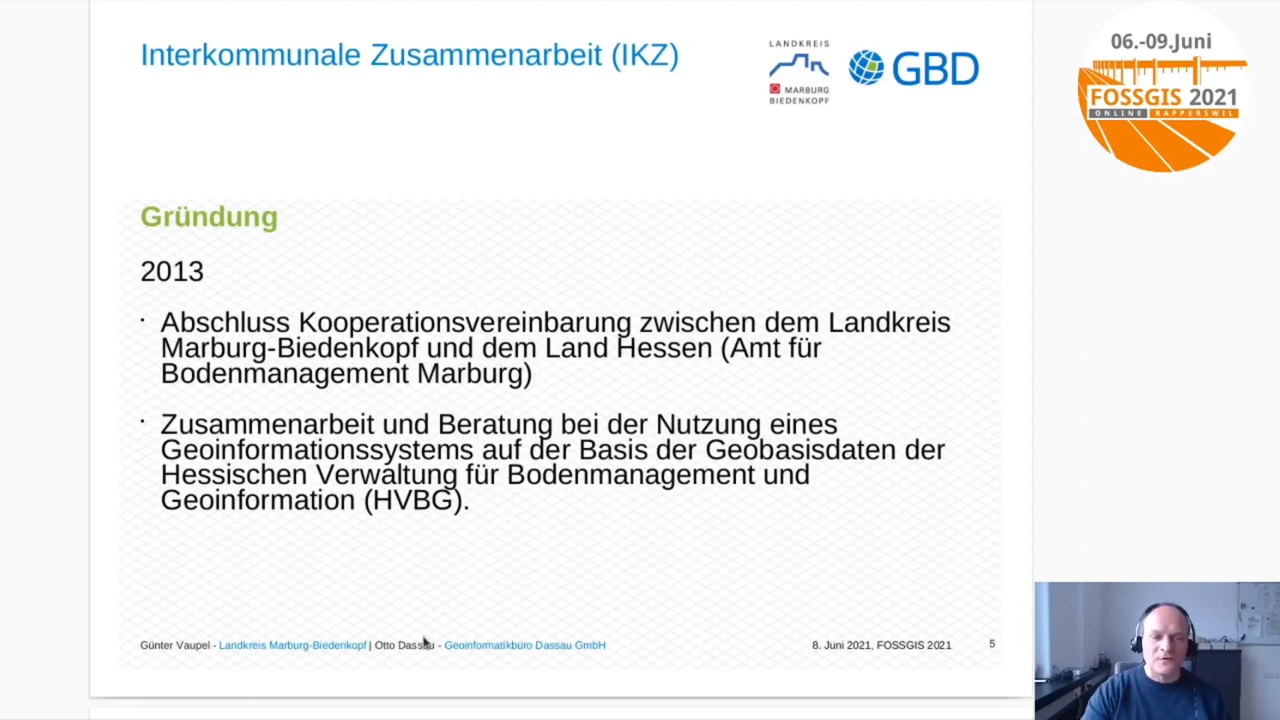 Interkommunale Zusammenarbeit (IKZ)
LANDKREIS
MARBURG
BIEDENKOPF
GBD
06.-09.Juni
FOSSGIS 2021
ONLINE RAPPERSWIL
Gründung
2013
· Abschluss Kooperationsvereinbarung zwischen dem Landkreis
Marburg-Biedenkopf und dem Land Hessen (Amt für
Bodenmanagement Marburg)
· Zusammenarbeit und Beratung bei der Nutzung eines
Geoinformationssystems auf der Basis der Geobasisdaten der
Hessischen Verwaltung für Bodenmanagement und
Geoinformation (HVBG).
Günter Vaupel - Landkreis Marburg-Biedenkopf | Otto Dassau - Geoinformatikbüro Dassau GmbH
8. Juni 2021, FOSSGIS 2021
5